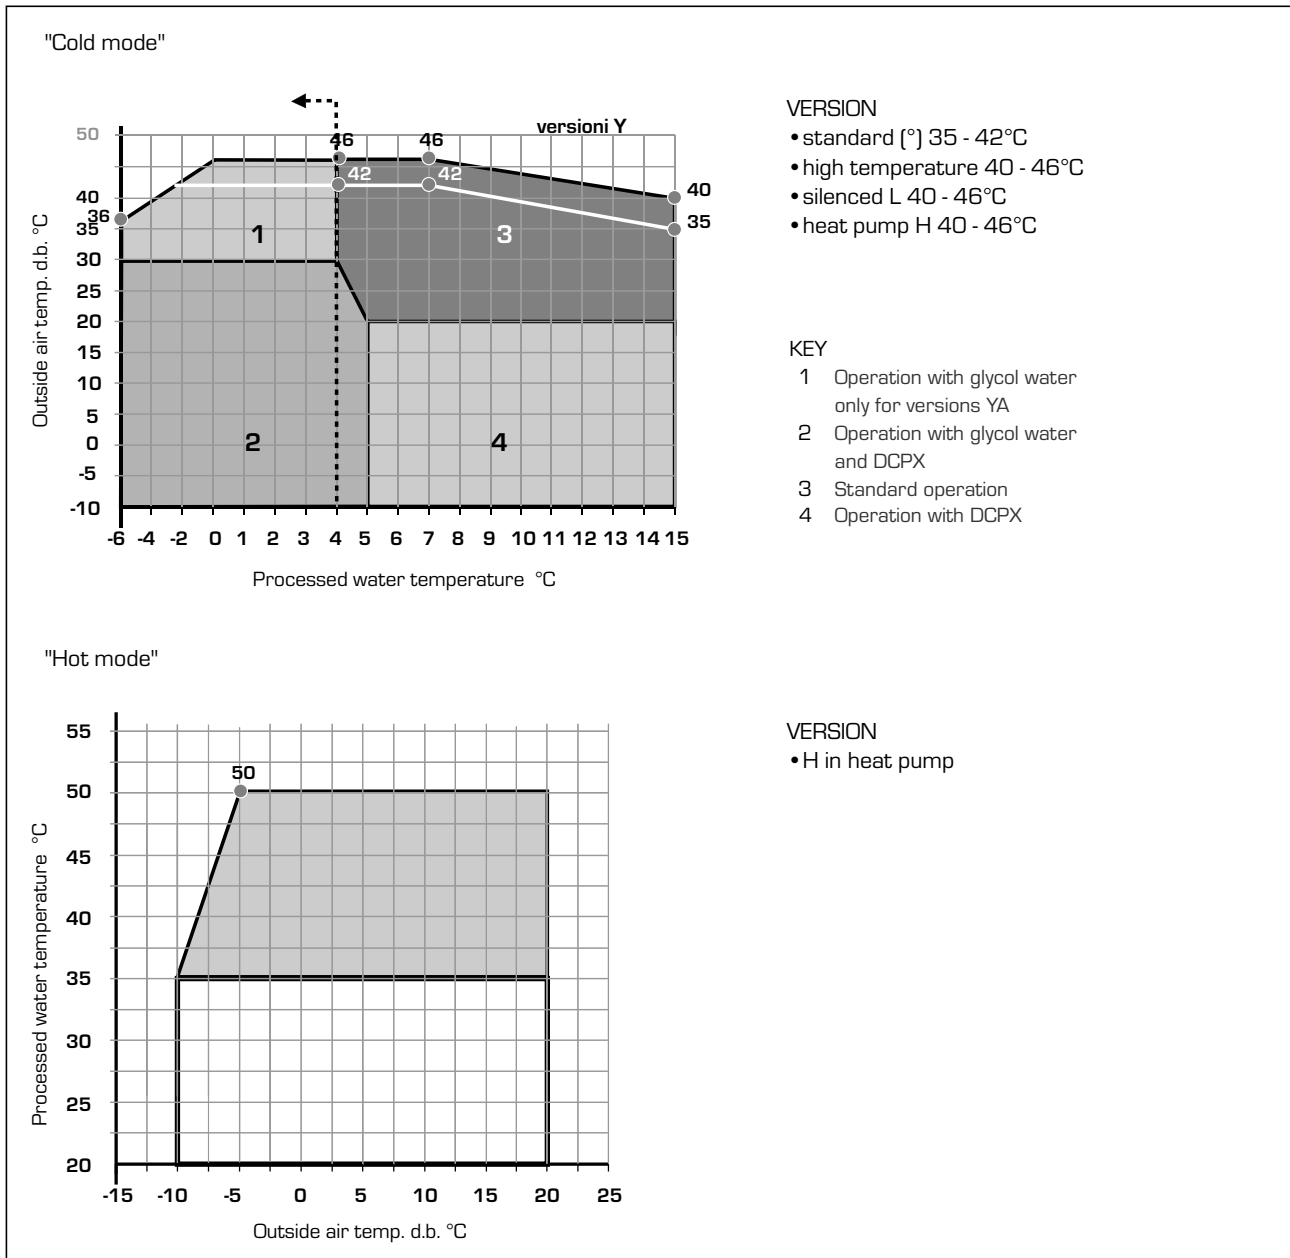 "Cold mode"
versioni Y
50
40
35
30
25
20
15
10
5
0
-5
-10
Outside air temp. d.b. °C
36
46
46
42
42
40
35
1
2
3
4
-6 -4 -2 0 1 2 3 4 5 6 7 8 9 10 11 12 13 14 15
Processed water temperature °C
VERSION
• standard (°) 35 - 42°C
• high temperature 40 - 46°C
• silenced L 40 - 46°C
• heat pump H 40 - 46°C
KEY
1 Operation with glycol water
only for versions YA
2 Operation with glycol water
and DCPX
3 Standard operation
4 Operation with DCPX
"Hot mode"
55
50
45
40
35
30
25
20
Processed water temperature °C
50
-15 -10 -5 0 5 10 15 20 25
Outside air temp. d.b. °C
VERSION
• H in heat pump